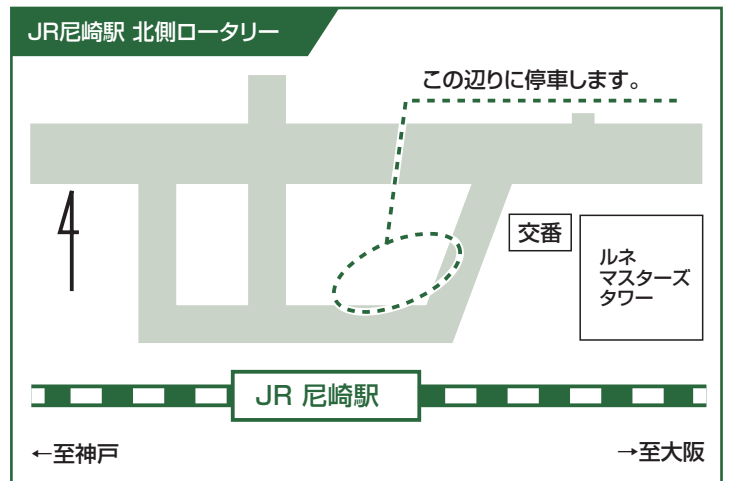 JR尼崎駅 北側ロータリー
この辺りに停車します。
交番
ルネ
マスターズ
タワー
JR 尼崎駅
←至神戸
→至大阪